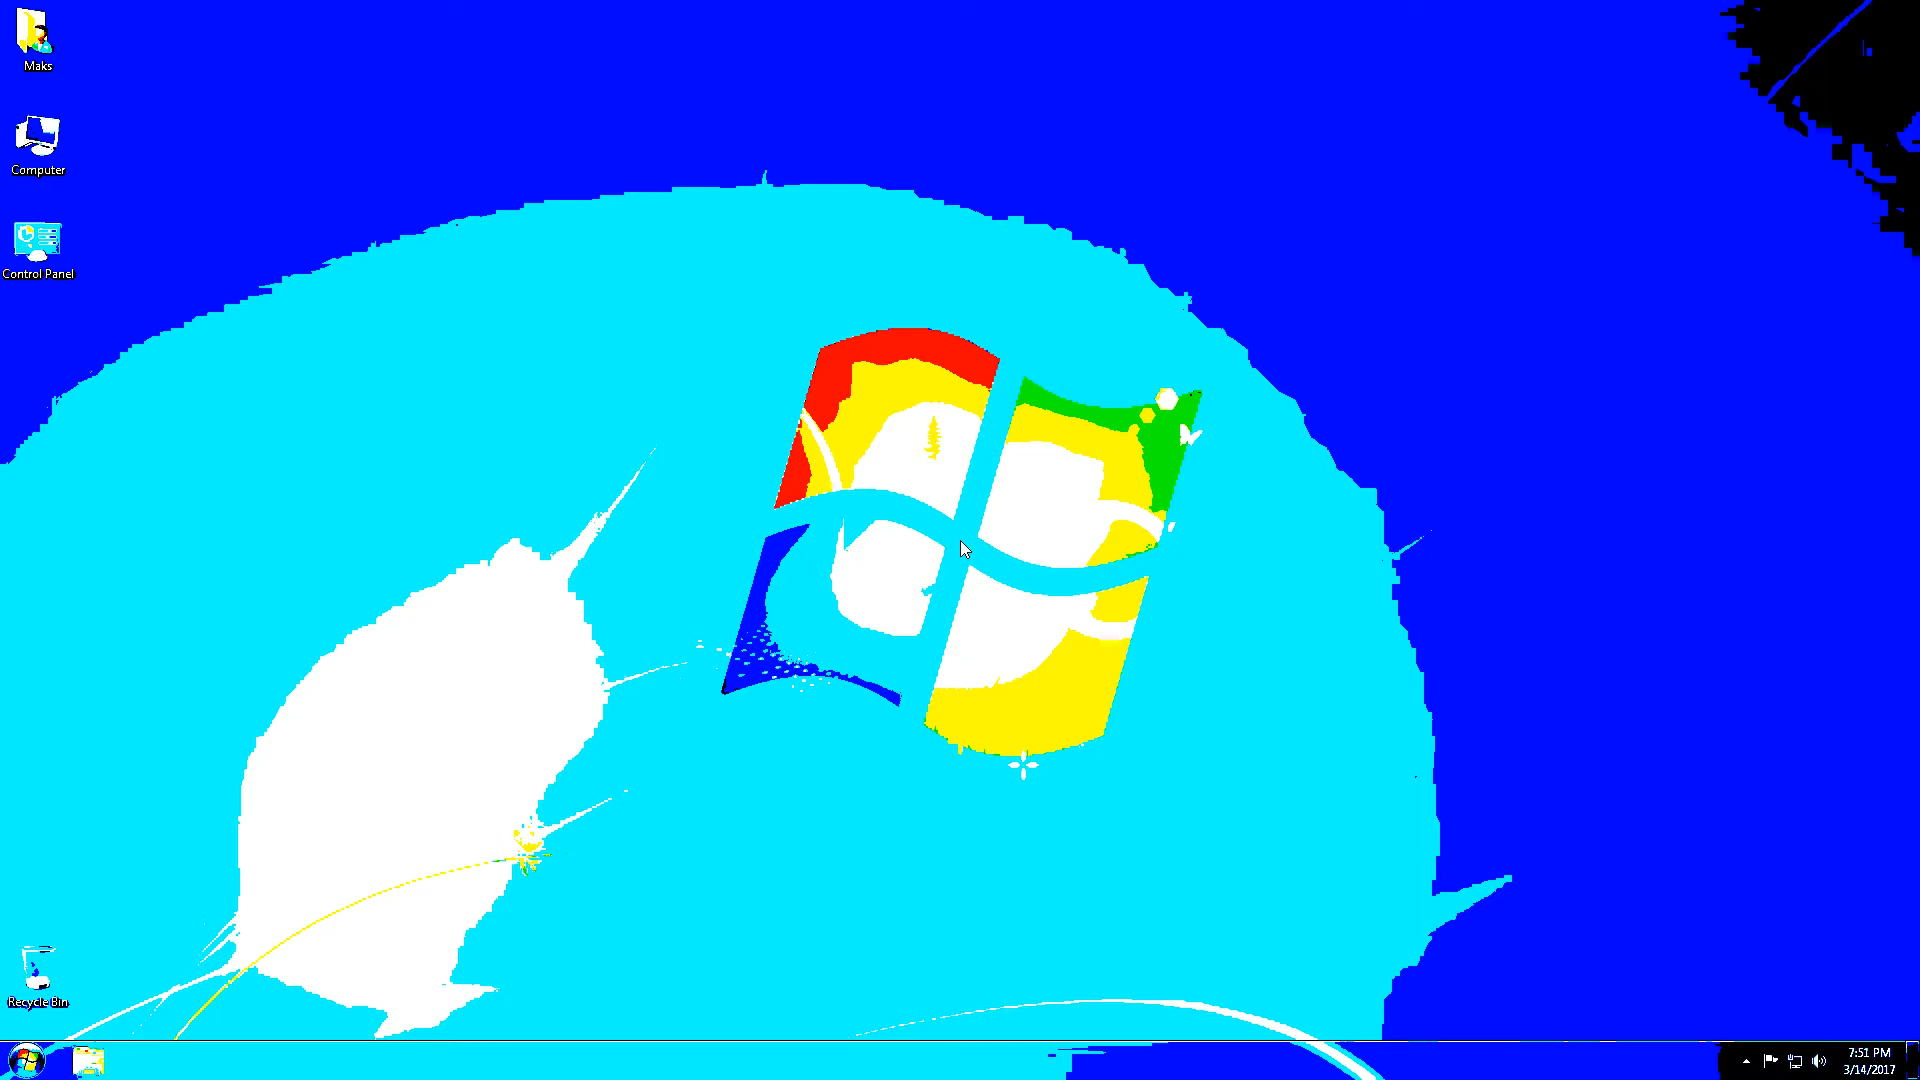 Maks
Computer
Control Panel
Recycle Bin
7:51 PM
3/14/2017